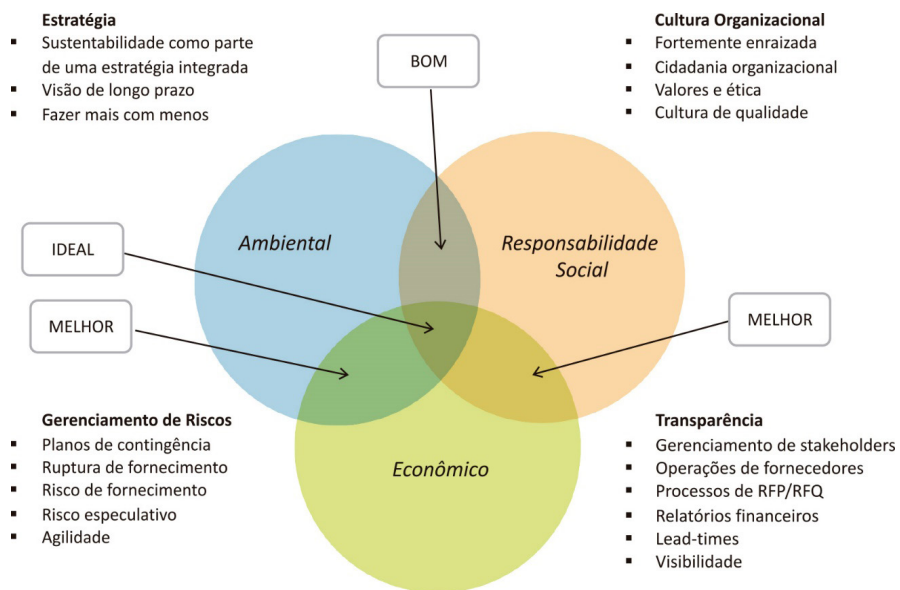 Estratégia
▪ Sustentabilidade como parte
de uma estratégia integrada
▪ Visão de longo prazo
▪ Fazer mais com menos
BOM
Cultura Organizacional
▪ Fortemente enraizada
▪ Cidadania organizacional
▪ Valores e ética
▪ Cultura de qualidade
IDEAL
MELHOR
Ambiental
Responsabilidade
Social
MELHOR
Econômico
Gerenciamento de Riscos
▪ Planos de contingência
▪ Ruptura de fornecimento
▪ Risco de fornecimento
▪ Risco especulativo
▪ Agilidade
Transparência
▪ Gerenciamento de stakeholders
▪ Operações de fornecedores
▪ Processos de RFP/RFQ
▪ Relatórios financeiros
▪ Lead-times
▪ Visibilidade